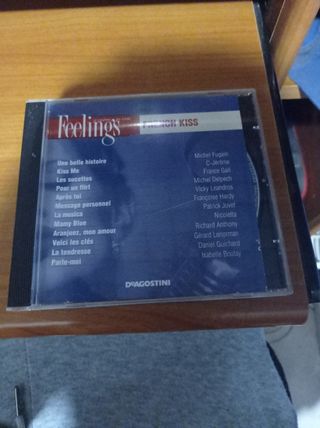 Feelings FRENCH KISS
Une belle histoire Michel Fugain
Kiss Me C-Jérôme
Les sucettes France Gall
Pour un flirt Michel Delpech
Après toi Vicky Leandros
Message personnel Françoise Hardy
La musica Patrick Juvet
Mamy Blue Nicoletta
Aranjuez, mon amour Richard Anthony
Voici les clés Gérard Lenorman
La tendresse Daniel Guichard
Parle-moi Isabelle Boulay
DEAGOSTINI